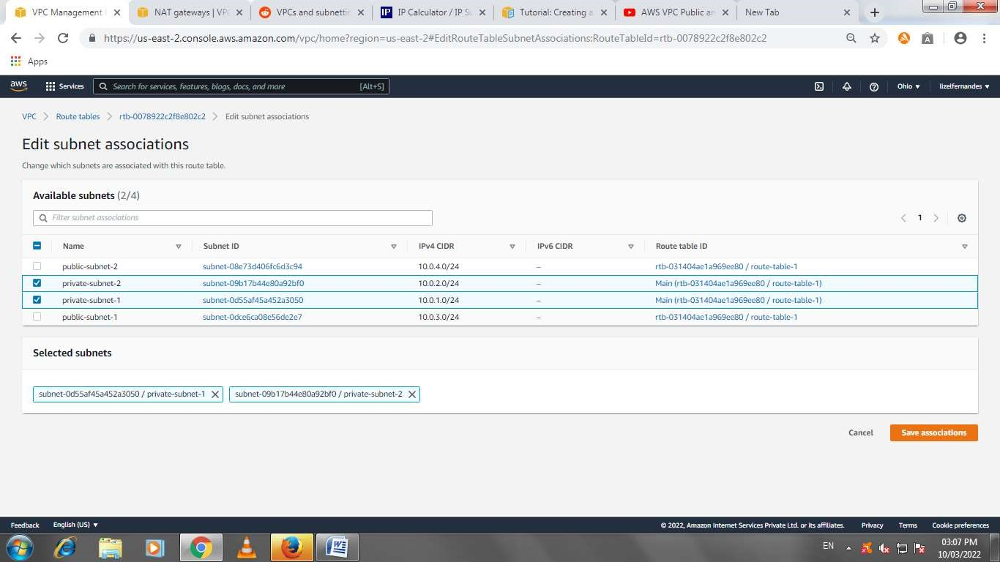 VPC Management C
NAT gateways | VPC
VPCs and subnettin
IP Calculator / IP Su
Tutorial: Creating a
AWS VPC Public an
New Tab
https://us-east-2.console.aws.amazon.com/vpc/home?region=us-east-2#EditRouteTableSubnetAssociations:RouteTableId=rtb-0078922c2f8e802c2
Apps
aws Services Search for services, features, blogs, docs, and more [Alt+S] Ohio lizelfernandes
VPC > Route tables > rtb-0078922c2f8e802c2 > Edit subnet associations
Edit subnet associations
Change which subnets are associated with this route table.
Available subnets (2/4)
Filter subnet associations 1
Name Subnet ID IPv4 CIDR IPv6 CIDR Route table ID
public-subnet-2 subnet-08e73d406fc6d3c94 10.0.4.0/24 – rtb-031404ae1a969ee80 / route-table-1
private-subnet-2 subnet-09b17b44e80a92bf0 10.0.2.0/24 – Main (rtb-031404ae1a969ee80 / route-table-1)
private-subnet-1 subnet-0d55af45a452a3050 10.0.1.0/24 – Main (rtb-031404ae1a969ee80 / route-table-1)
public-subnet-1 subnet-0dce6ca08e56de2e7 10.0.3.0/24 – rtb-031404ae1a969ee80 / route-table-1
Selected subnets
subnet-0d55af45a452a3050 / private-subnet-1 subnet-09b17b44e80a92bf0 / private-subnet-2
Cancel Save associations
Feedback English (US) © 2022, Amazon Internet Services Private Ltd. or its affiliates. Privacy Terms Cookie preferences
EN 03:07 PM
10/03/2022